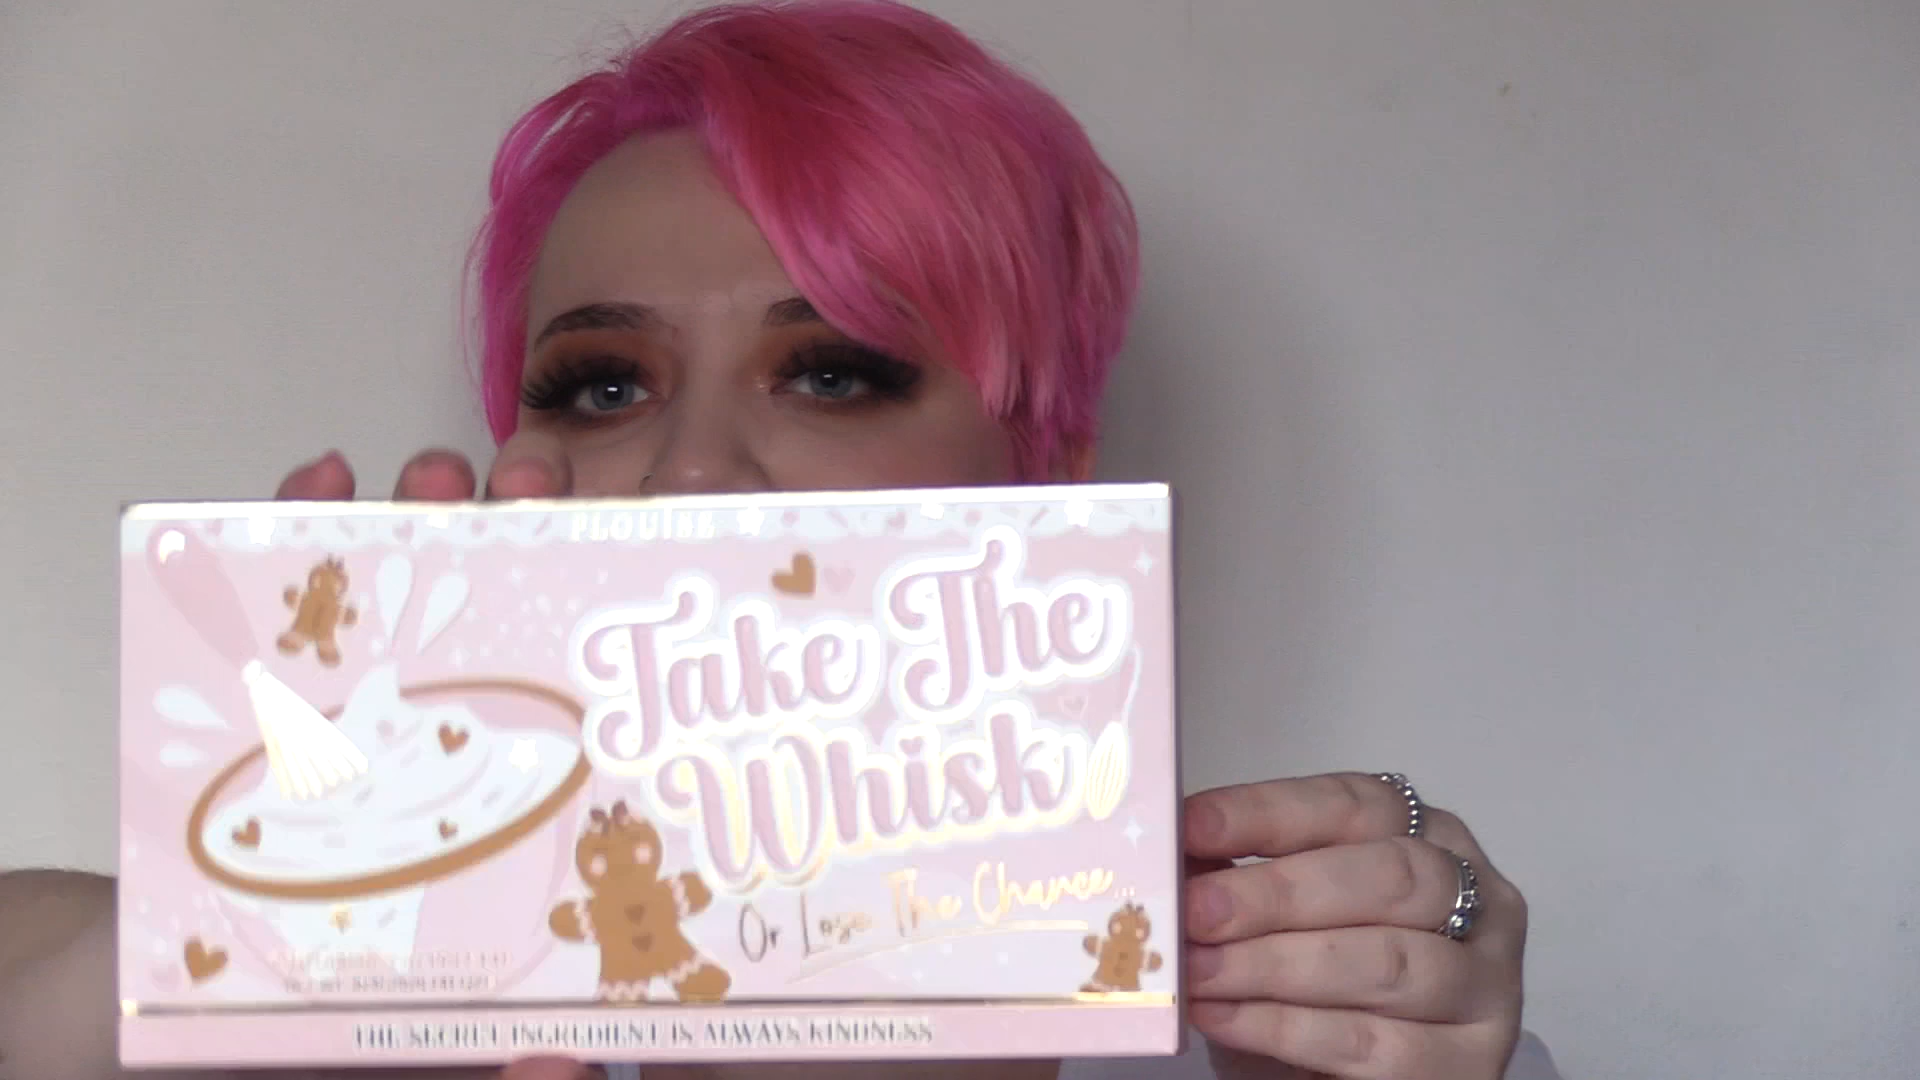 PLOUISE
Take The
Whisk
Or Lose The Chance...
THE SECRET INGREDIENT IS ALWAYS KINDNESS